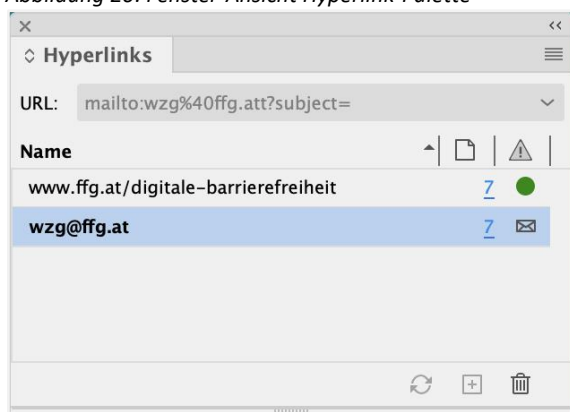 Abbildung 28: Fenster-Ansicht Hyperlink-Palette
Hyperlinks
URL: mailto:wzg%40ffg.att?subject=
Name
www.ffg.at/digitale-barrierefreiheit 7
wzg@ffg.at 7